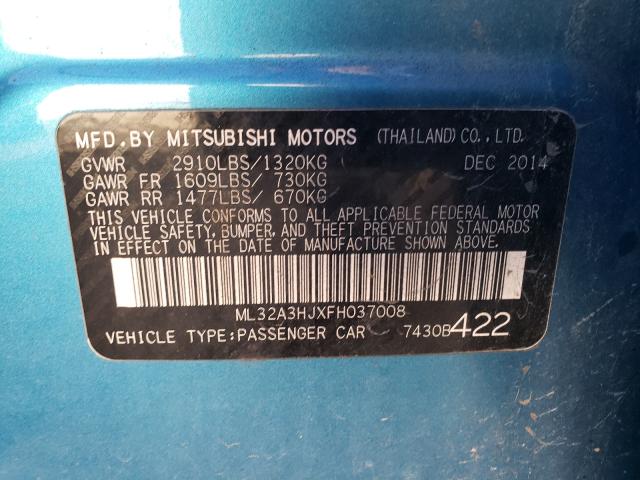 MFD.BY MITSUBISHI MOTORS (THAILAND)CO.,LTD.
GVWR 2910LBS/1320KG DEC 2014
GAWR FR 1609LBS/ 730KG
GAWR RR 1477LBS/ 670KG
THIS VEHICLE CONFORMS TO ALL APPLICABLE FEDERAL MOTOR
VEHICLE SAFETY, BUMPER, AND THEFT PREVENTION STANDARDS
IN EFFECT ON THE DATE OF MANUFACTURE SHOWN ABOVE.
ML32A3HJXFH037008
VEHICLE TYPE:PASSENGER CAR 7430B422